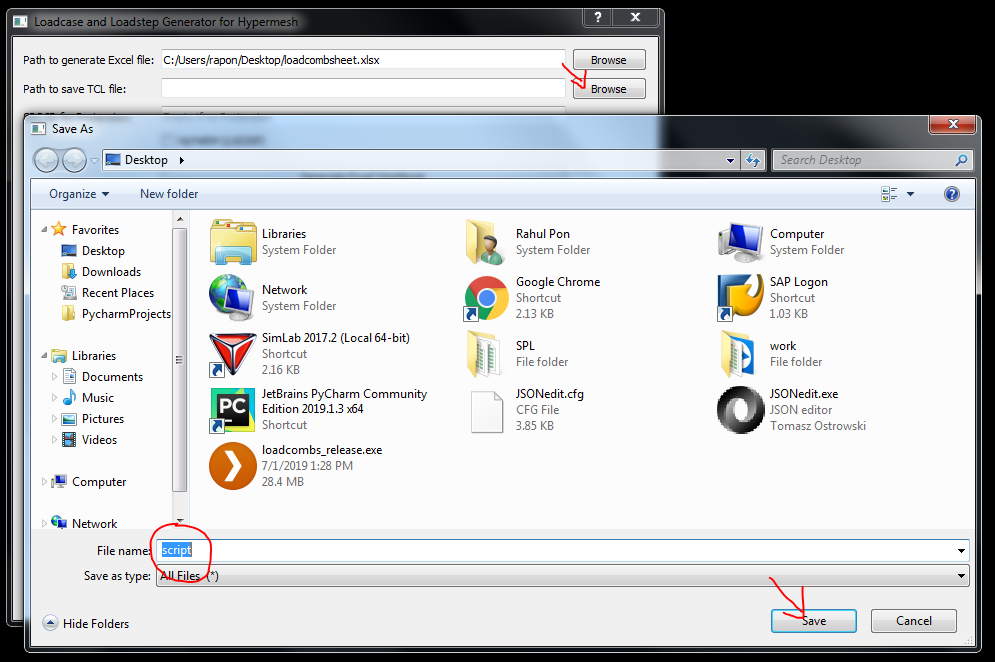 Loadcase and Loadstep Generator for Hypermesh
Path to generate Excel file: C:/Users/rapon/Desktop/loadcombsheet.xlsx Browse
Path to save TCL file: Browse
Save As
Desktop Search Desktop
Organize New folder
Favorites
Desktop
Downloads
Recent Places
PycharmProjects
Libraries
Documents
Music
Pictures
Videos
Computer
Network
Libraries
System Folder
Rahul Pon
System Folder
Computer
System Folder
Network
System Folder
Google Chrome
Shortcut
2.13 KB
SAP Logon
Shortcut
1.03 KB
SimLab 2017.2 (Local 64-bit)
Shortcut
2.16 KB
SPL
File folder
work
File folder
JetBrains PyCharm Community
Edition 2019.1.3 x64
Shortcut
JSONedit.cfg
CFG File
3.85 KB
JSONedit.exe
JSON editor
Tomasz Ostrowski
loadcombs_release.exe
7/1/2019 1:28 PM
28.4 MB
File name: script
Save as type: All Files (*)
Hide Folders Save Cancel